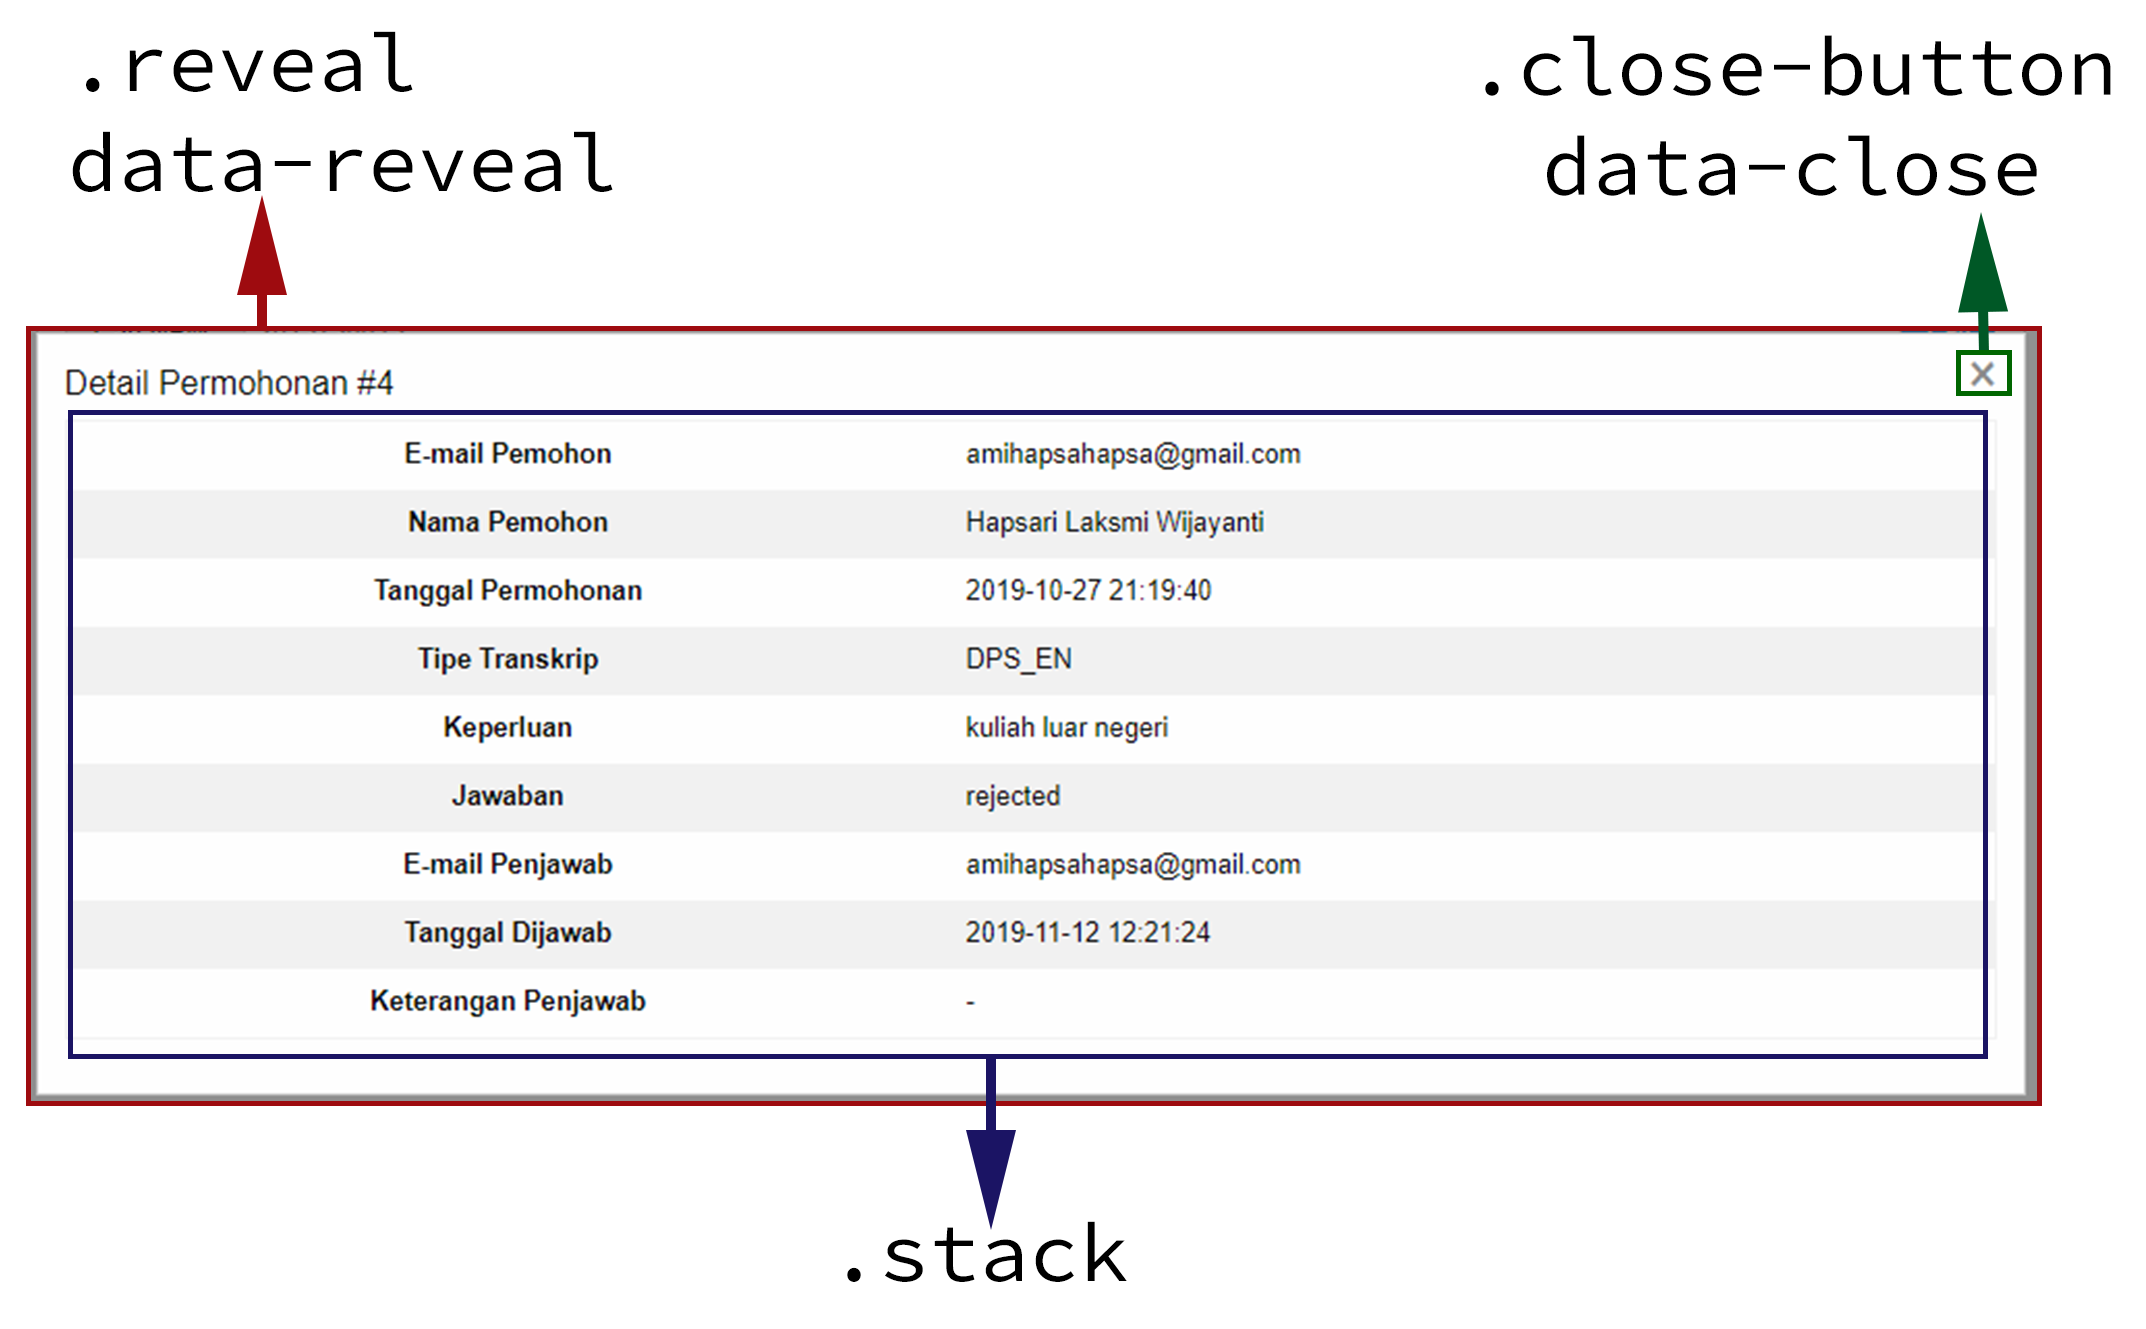 .reveal
data-reveal
.close-button
data-close
Detail Permohonan #4
×
E-mail Pemohon amihapsahapsa@gmail.com
Nama Pemohon Hapsari Laksmi Wijayanti
Tanggal Permohonan 2019-10-27 21:19:40
Tipe Transkrip DPS_EN
Keperluan kuliah luar negeri
Jawaban rejected
E-mail Penjawab amihapsahapsa@gmail.com
Tanggal Dijawab 2019-11-12 12:21:24
Keterangan Penjawab -
.stack